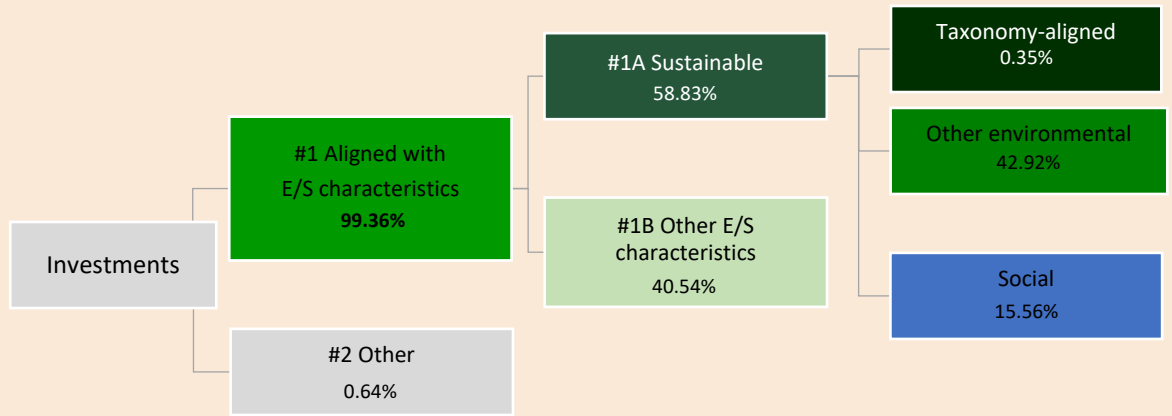 Investments
#1 Aligned with
E/S characteristics
99.36%
#2 Other
0.64%
#1A Sustainable
58.83%
#1B Other E/S
characteristics
40.54%
Taxonomy-aligned
0.35%
Other environmental
42.92%
Social
15.56%